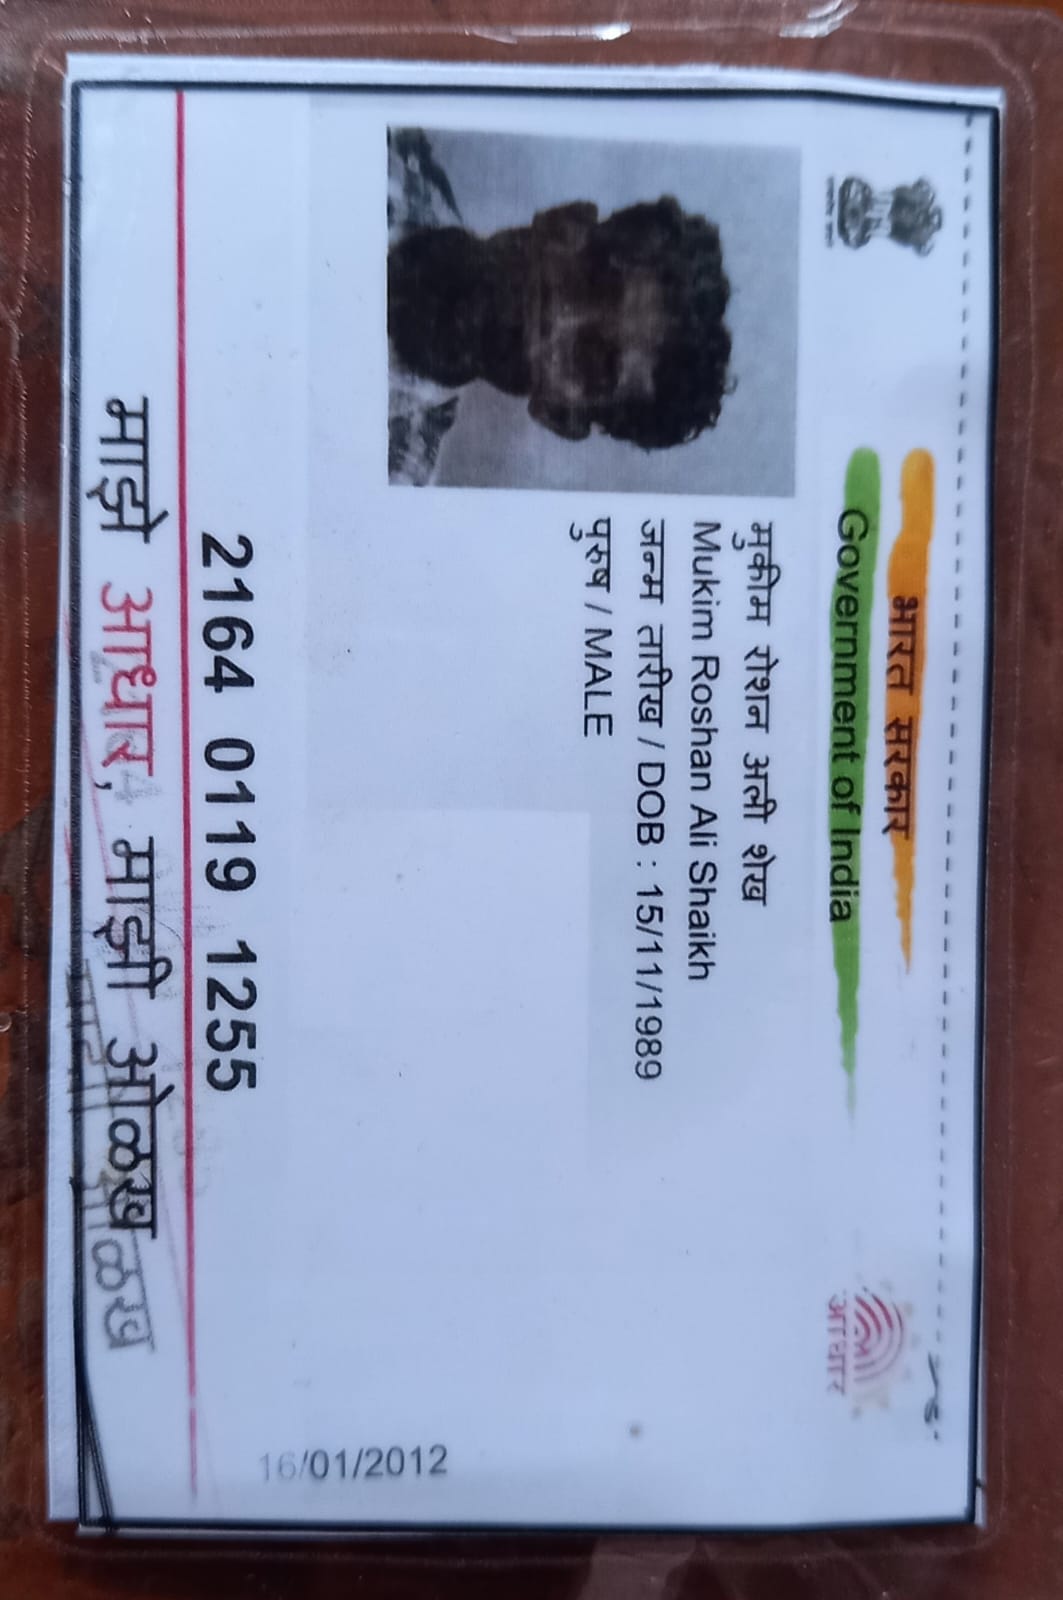 भारत सरकार
Government of India
आधार
मुकीम रोशन अली शेख
Mukim Roshan Ali Shaikh
जन्म तारीख / DOB : 15/11/1989
पुरुष / MALE
16/01/2012
2164 0119 1255
माझे आधार, माझी ओळख
ळख